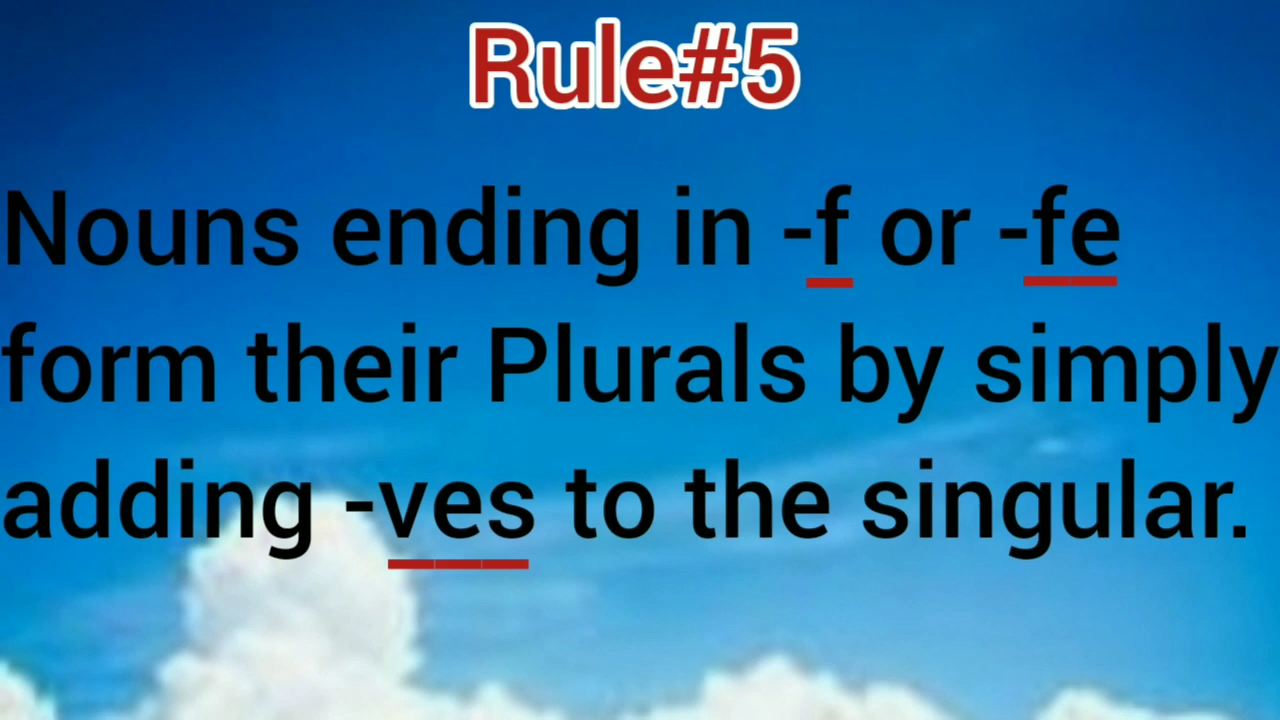 Rule#5
Nouns ending in -f or -fe
form their Plurals by simply
adding -ves to the singular.